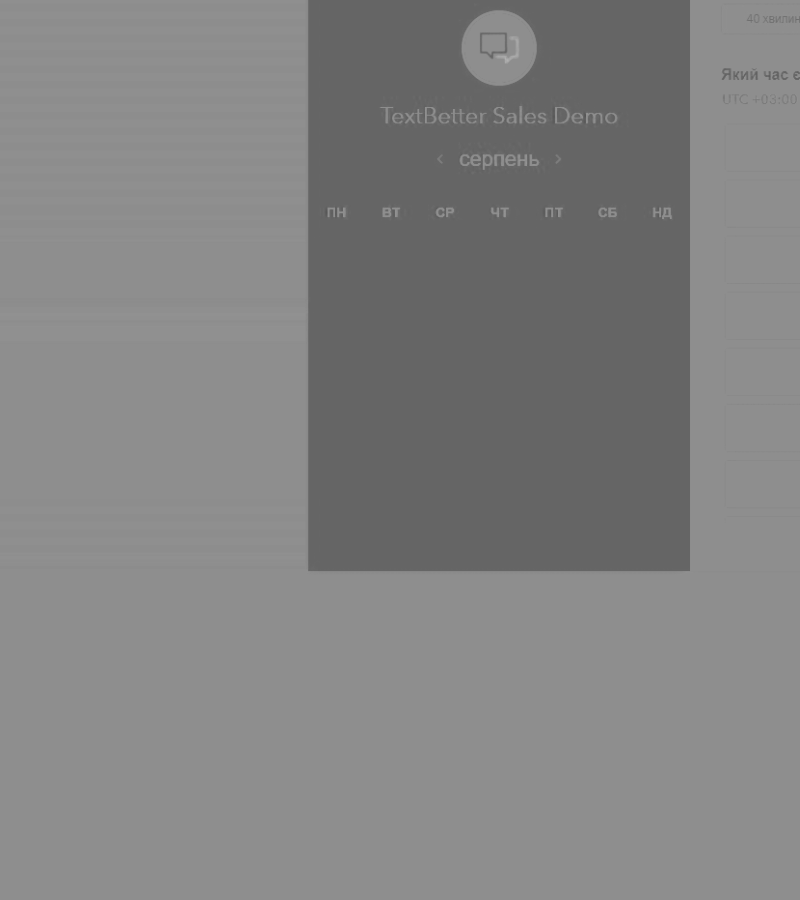 TextBetter Sales Demo
‹ серпень ›
ПН ВТ СР ЧТ ПТ СБ НД
40 хвилин
Який час є
UTC +03:00